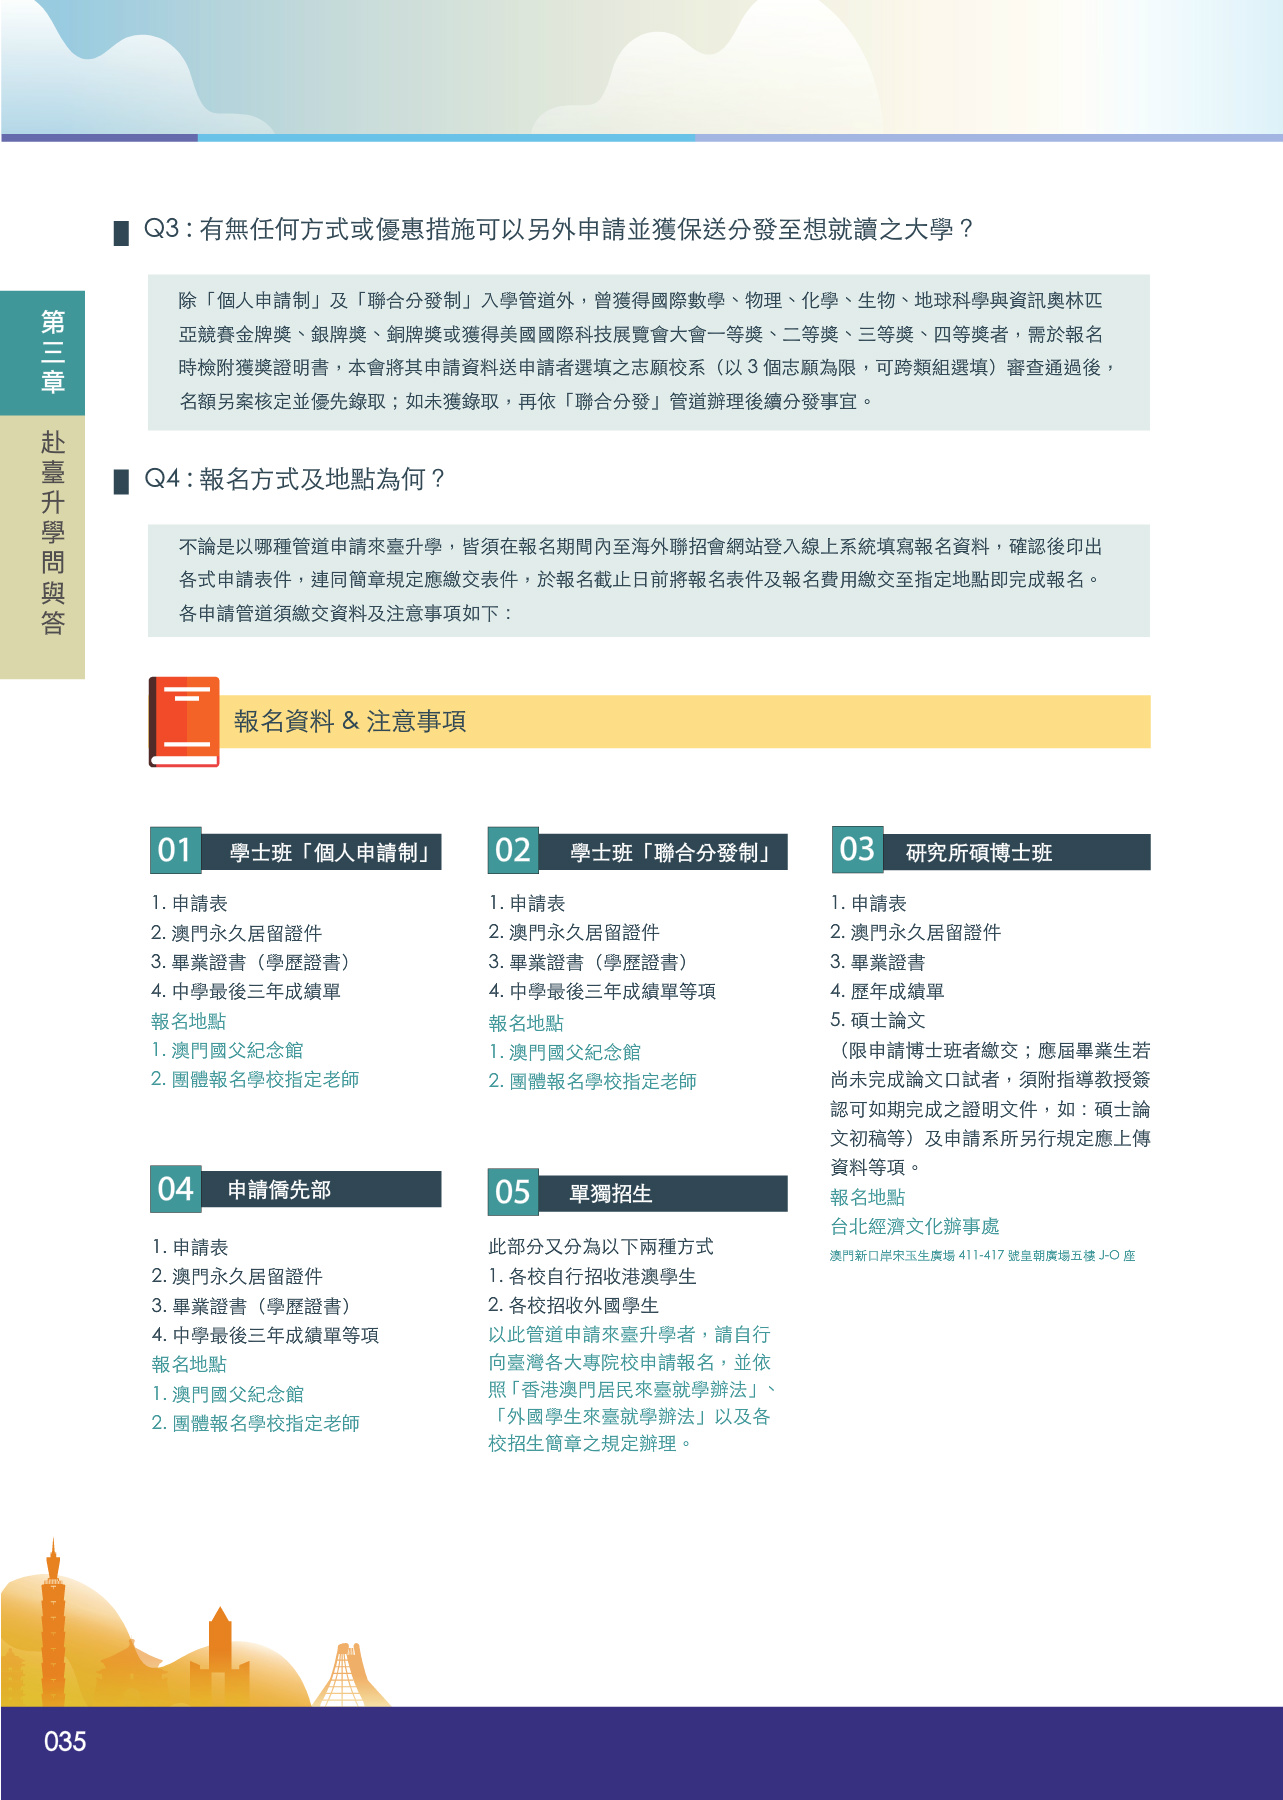 Q3 : 有無任何方式或優惠措施可以另外申請並獲保送分發至想就讀之大學？
除「個人申請制」及「聯合分發制」入學管道外，曾獲得國際數學、物理、化學、生物、地球科學與資訊奧林匹
亞競賽金牌獎、銀牌獎、銅牌獎或獲得美國國際科技展覽會大會一等獎、二等獎、三等獎、四等獎者，需於報名
時檢附獲獎證明書，本會將其申請資料送申請者選填之志願校系（以 3 個志願為限，可跨類組選填）審查通過後，
名額另案核定並優先錄取；如未獲錄取，再依「聯合分發」管道辦理後續分發事宜。
第三章
赴臺升學問與答
Q4 : 報名方式及地點為何？
不論是以哪種管道申請來臺升學，皆須在報名期間內至海外聯招會網站登入線上系統填寫報名資料，確認後印出
各式申請表件，連同簡章規定應繳交表件，於報名截止日前將報名表件及報名費用繳交至指定地點即完成報名。
各申請管道須繳交資料及注意事項如下：
報名資料 & 注意事項
01 學士班「個人申請制」
1. 申請表
2. 澳門永久居留證件
3. 畢業證書（學歷證書）
4. 中學最後三年成績單
報名地點
1. 澳門國父紀念館
2. 團體報名學校指定老師
02 學士班「聯合分發制」
1. 申請表
2. 澳門永久居留證件
3. 畢業證書（學歷證書）
4. 中學最後三年成績單等項
報名地點
1. 澳門國父紀念館
2. 團體報名學校指定老師
03 研究所碩博士班
1. 申請表
2. 澳門永久居留證件
3. 畢業證書
4. 歷年成績單
5. 碩士論文
（限申請博士班者繳交；應屆畢業生若
尚未完成論文口試者，須附指導教授簽
認可如期完成之證明文件，如：碩士論
文初稿等）及申請系所另行規定應上傳
資料等項。
報名地點
台北經濟文化辦事處
澳門新口岸宋玉生廣場 411-417 號皇朝廣場五樓 J-O 座
04 申請僑先部
1. 申請表
2. 澳門永久居留證件
3. 畢業證書（學歷證書）
4. 中學最後三年成績單等項
報名地點
1. 澳門國父紀念館
2. 團體報名學校指定老師
05 單獨招生
此部分又分為以下兩種方式
1. 各校自行招收港澳學生
2. 各校招收外國學生
以此管道申請來臺升學者，請自行
向臺灣各大專院校申請報名，並依
照「香港澳門居民來臺就學辦法」、
「外國學生來臺就學辦法」以及各
校招生簡章之規定辦理。
035